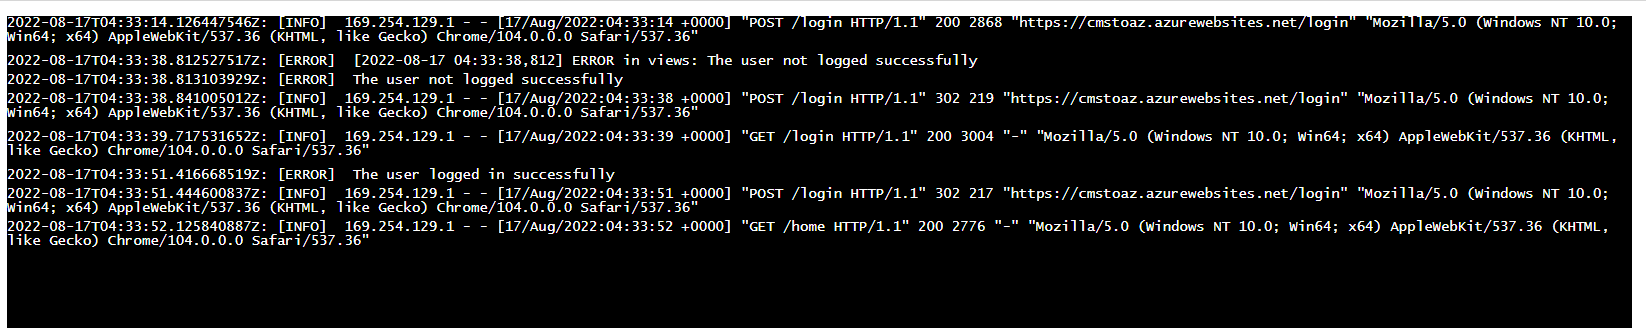 2022-08-17T04:33:14.126447546Z: [INFO]  169.254.129.1 - - [17/Aug/2022:04:33:14 +0000] "POST /login HTTP/1.1" 200 2868 "https://cmstoaz.azurewebsites.net/login" "Mozilla/5.0 (Windows NT 10.0;
Win64; x64) AppleWebKit/537.36 (KHTML, like Gecko) Chrome/104.0.0.0 Safari/537.36"
2022-08-17T04:33:38.812527517Z: [ERROR]  [2022-08-17 04:33:38,812] ERROR in views: The user not logged successfully
2022-08-17T04:33:38.813103929Z: [ERROR]  The user not logged successfully
2022-08-17T04:33:38.841005012Z: [INFO]  169.254.129.1 - - [17/Aug/2022:04:33:38 +0000] "POST /login HTTP/1.1" 302 219 "https://cmstoaz.azurewebsites.net/login" "Mozilla/5.0 (Windows NT 10.0;
Win64; x64) AppleWebKit/537.36 (KHTML, like Gecko) Chrome/104.0.0.0 Safari/537.36"
2022-08-17T04:33:39.717531652Z: [INFO]  169.254.129.1 - - [17/Aug/2022:04:33:39 +0000] "GET /login HTTP/1.1" 200 3004 "-" "Mozilla/5.0 (Windows NT 10.0; Win64; x64) AppleWebKit/537.36 (KHTML,
like Gecko) Chrome/104.0.0.0 Safari/537.36"
2022-08-17T04:33:51.416668519Z: [ERROR]  The user logged in successfully
2022-08-17T04:33:51.444600837Z: [INFO]  169.254.129.1 - - [17/Aug/2022:04:33:51 +0000] "POST /login HTTP/1.1" 302 217 "https://cmstoaz.azurewebsites.net/login" "Mozilla/5.0 (Windows NT 10.0;
Win64; x64) AppleWebKit/537.36 (KHTML, like Gecko) Chrome/104.0.0.0 Safari/537.36"
2022-08-17T04:33:52.125840887Z: [INFO]  169.254.129.1 - - [17/Aug/2022:04:33:52 +0000] "GET /home HTTP/1.1" 200 2776 "-" "Mozilla/5.0 (Windows NT 10.0; Win64; x64) AppleWebKit/537.36 (KHTML,
like Gecko) Chrome/104.0.0.0 Safari/537.36"